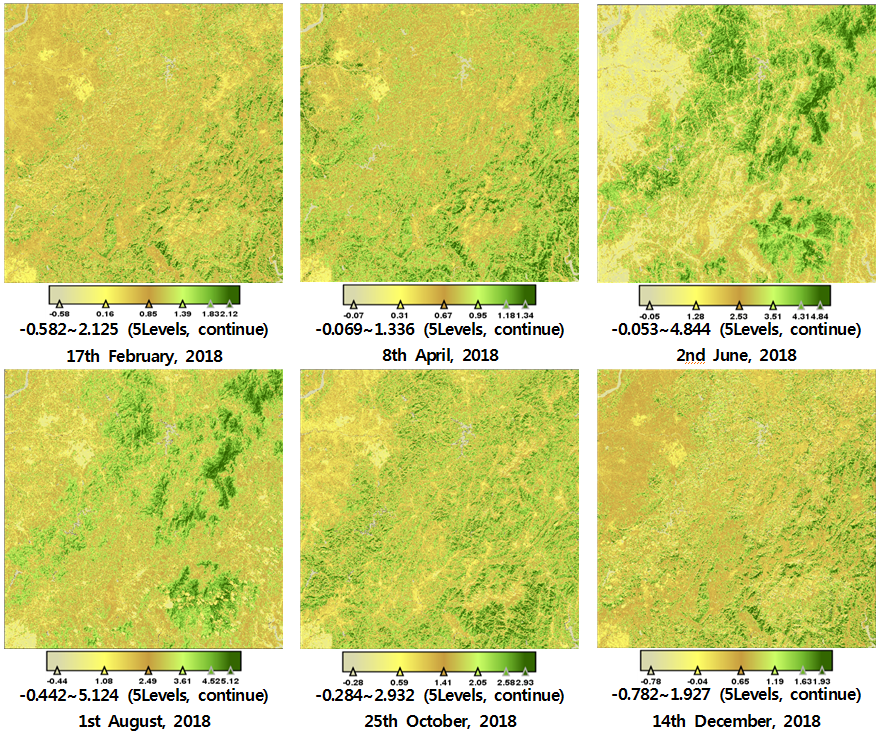 -0.58 0.16 0.85 1.39 1.83 2.12
-0.582~2.125 (5Levels, continue)
17th February, 2018
-0.07 0.31 0.67 0.95 1.18 1.34
-0.069~1.336 (5Levels, continue)
8th April, 2018
-0.05 1.28 2.53 3.51 4.31 4.84
-0.053~4.844 (5Levels, continue)
2nd June, 2018
-0.44 1.08 2.49 3.61 4.52 5.12
-0.442~5.124 (5Levels, continue)
1st August, 2018
-0.28 0.59 1.41 2.05 2.58 2.93
-0.284~2.932 (5Levels, continue)
25th October, 2018
-0.78 -0.04 0.65 1.19 1.63 1.93
-0.782~1.927 (5Levels, continue)
14th December, 2018